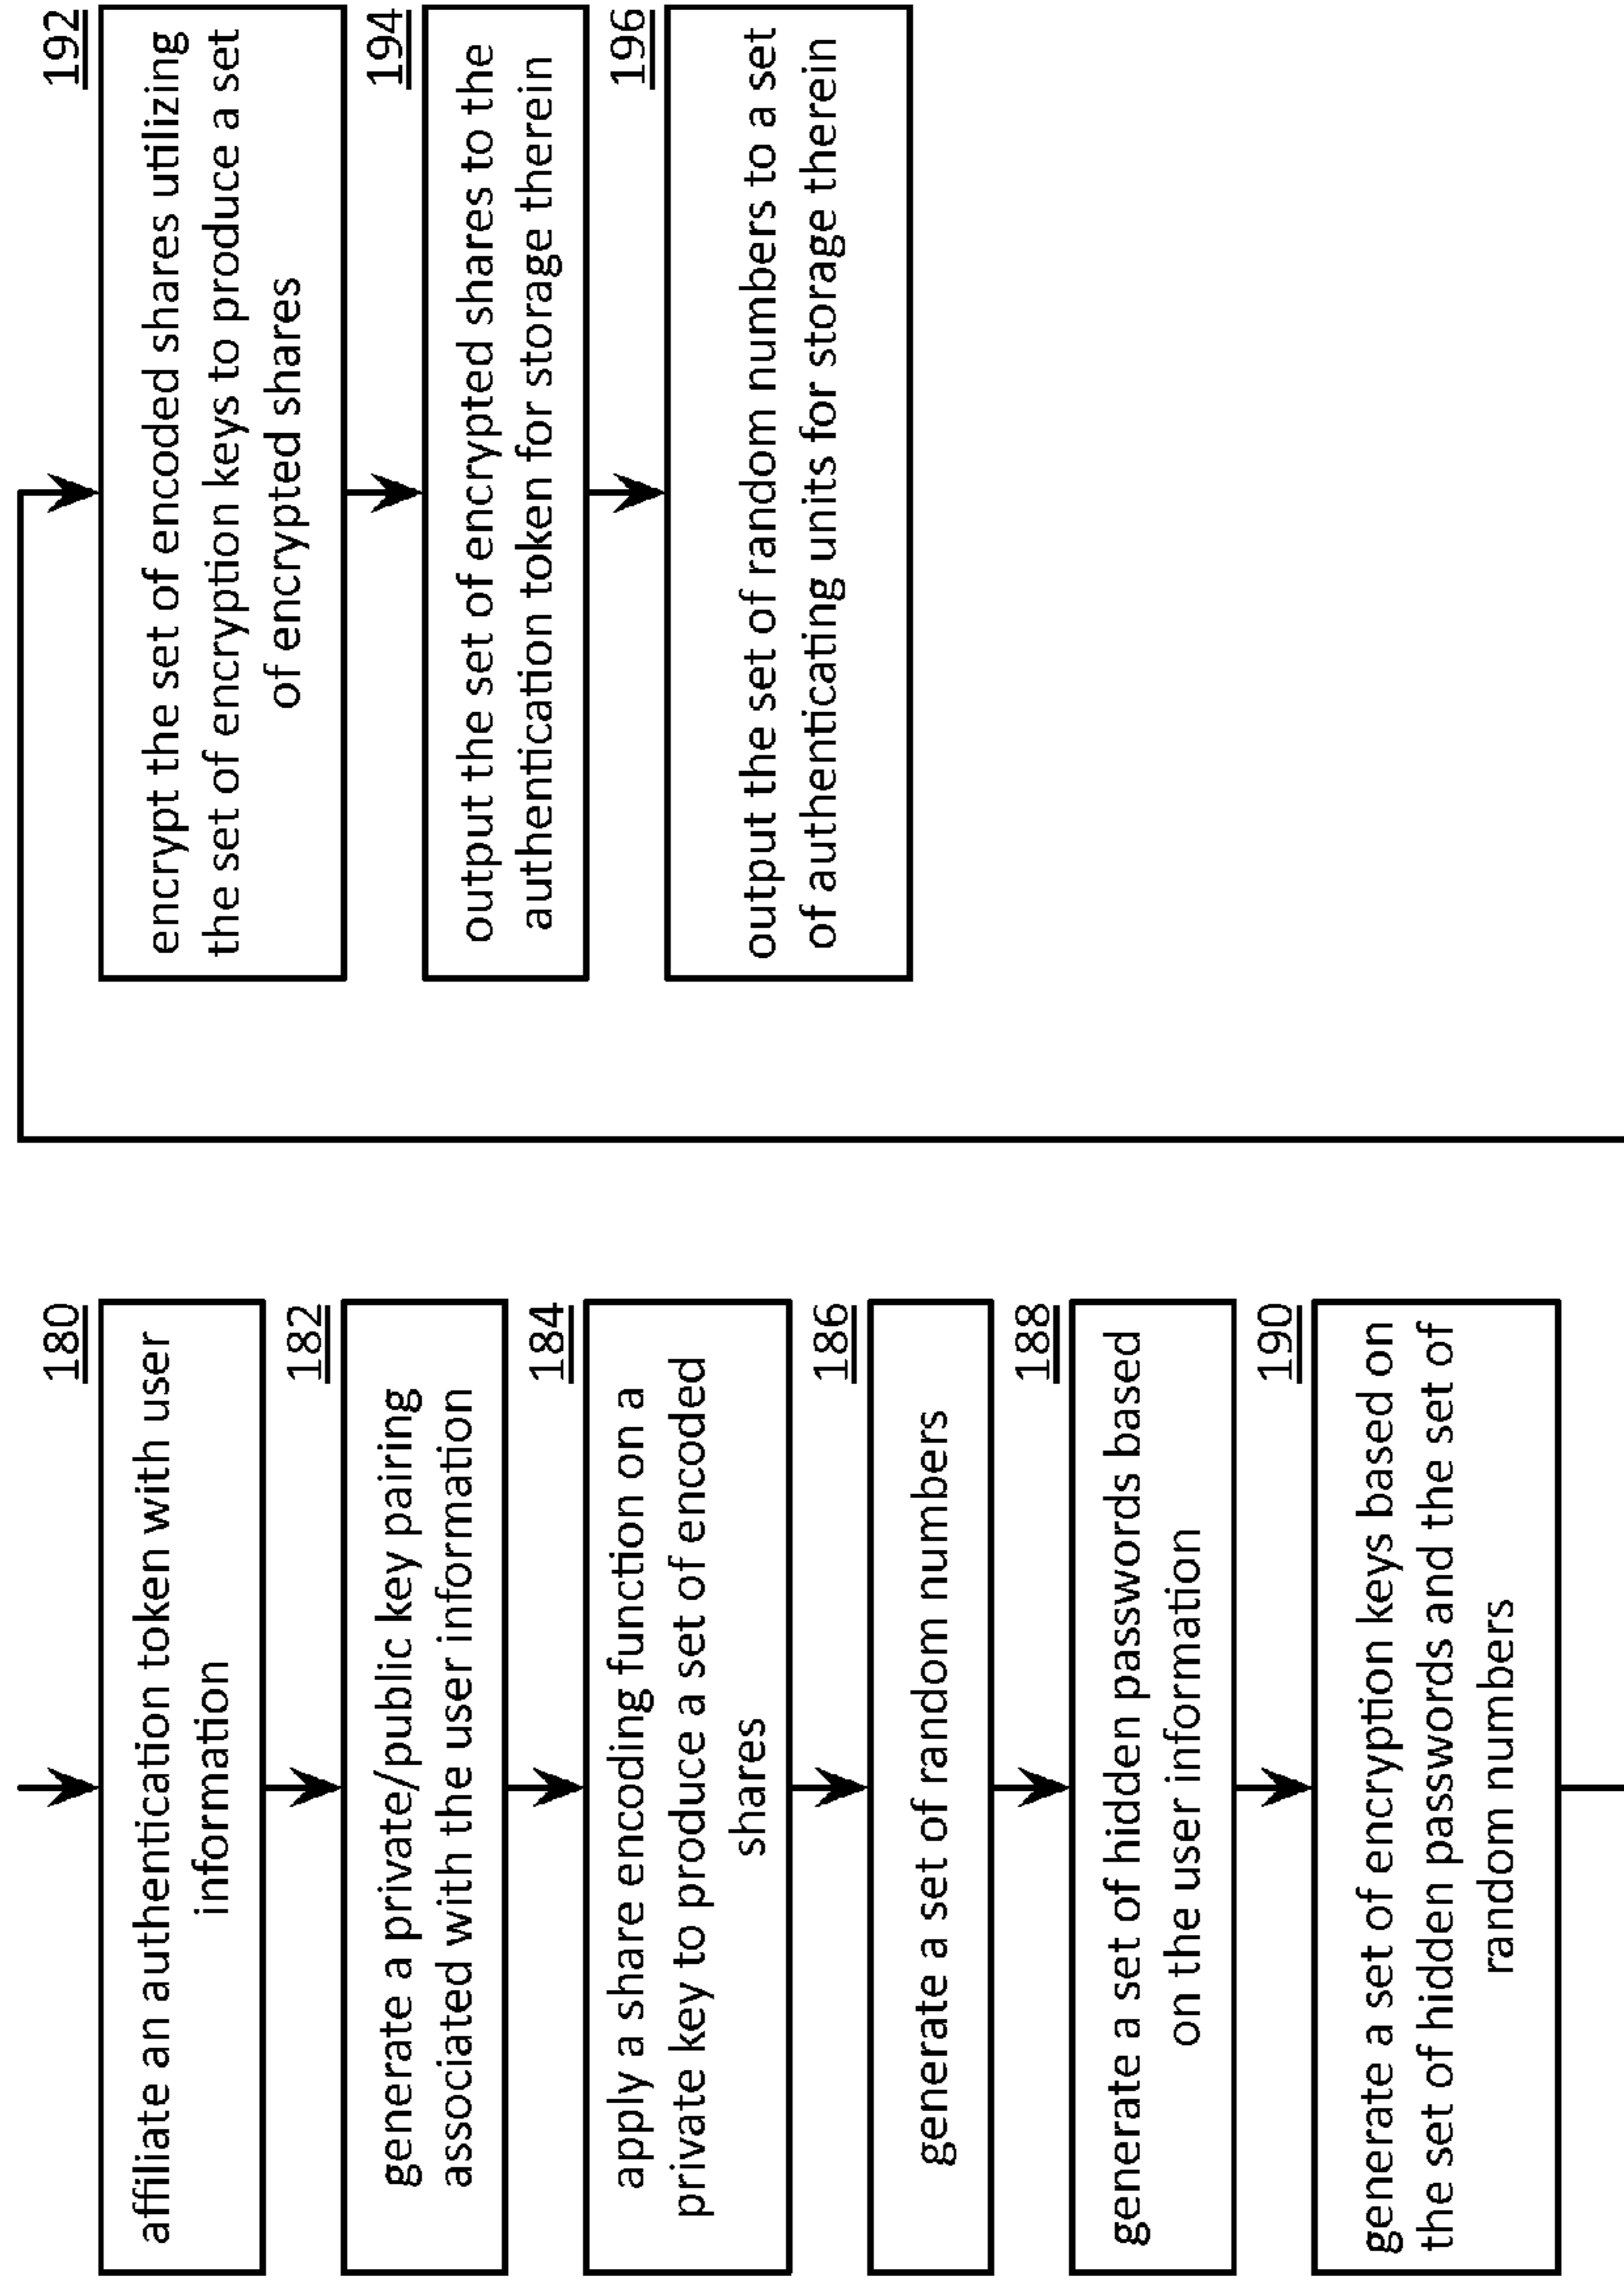 180
affiliate an authentication token with user
information
182
generate a private/public key pairing
associated with the user information
184
apply a share encoding function on a
private key to produce a set of encoded
shares
186
generate a set of random numbers
188
generate a set of hidden passwords based
on the user information
190
generate a set of encryption keys based on
the set of hidden passwords and the set of
random numbers
192
encrypt the set of encoded shares utilizing
the set of encryption keys to produce a set
of encrypted shares
194
output the set of encrypted shares to the
authentication token for storage therein
196
output the set of random numbers to a set
of authenticating units for storage therein